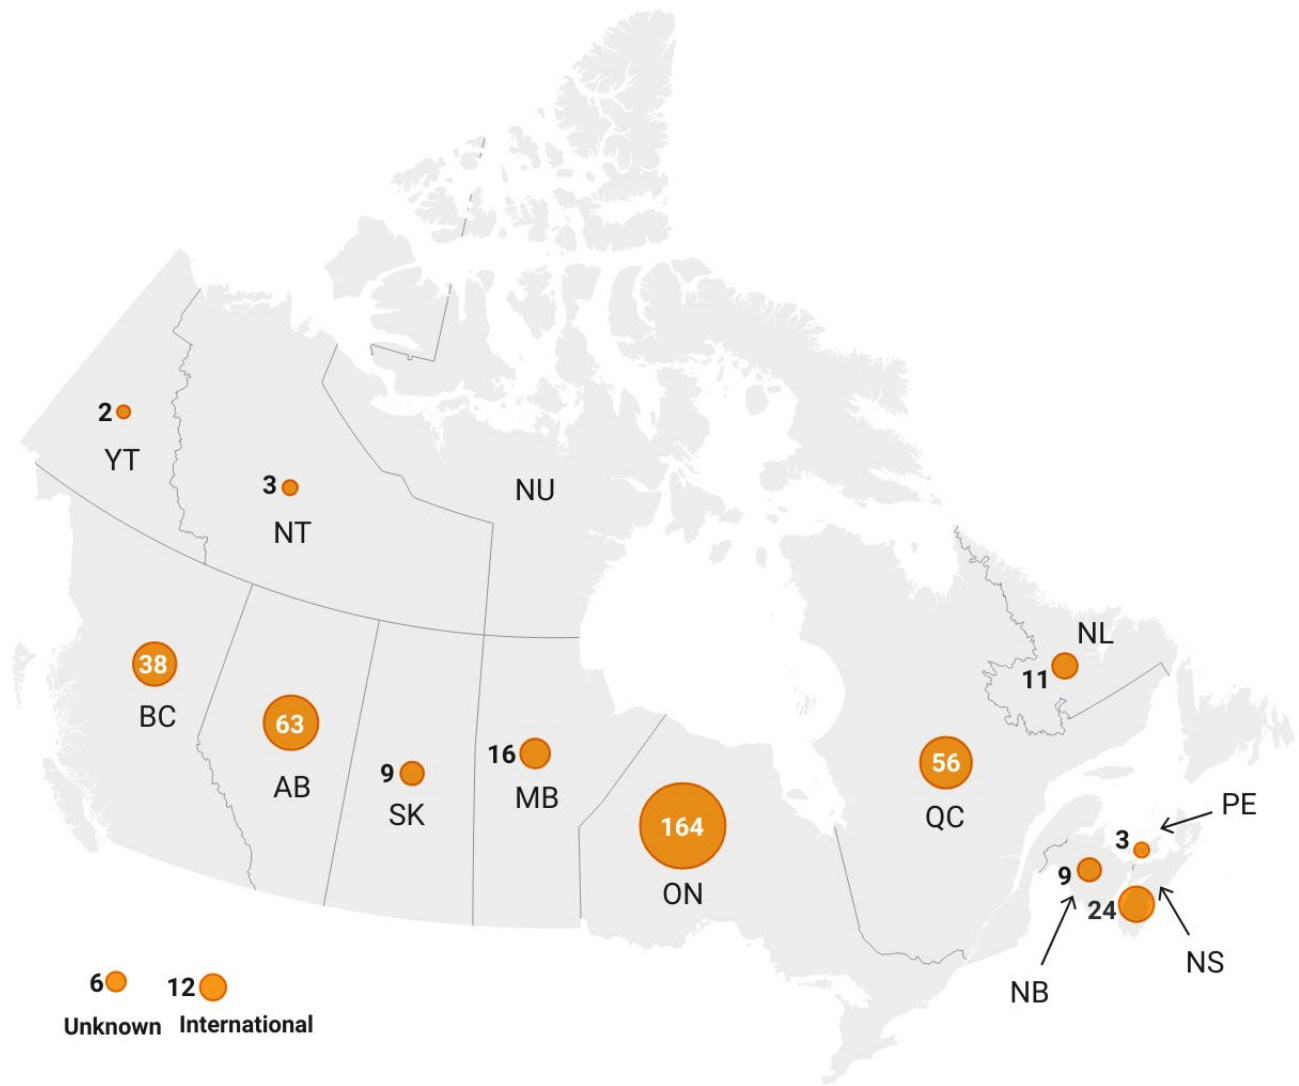 2
YT
3
NT
NU
38
BC
63
AB
9
SK
16
MB
164
ON
56
QC
NL
11
PE
3
9
24
NS
NB
6
12
Unknown
International